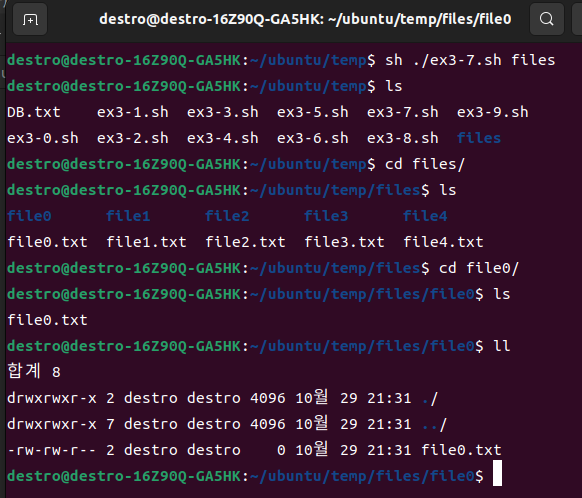 destro@destro-16Z90Q-GA5HK: ~/ubuntu/temp/files/file0
destro@destro-16Z90Q-GA5HK:~/ubuntu/temp$ sh ./ex3-7.sh files
destro@destro-16Z90Q-GA5HK:~/ubuntu/temp$ ls
DB.txt    ex3-1.sh  ex3-3.sh  ex3-5.sh  ex3-7.sh  ex3-9.sh
ex3-0.sh  ex3-2.sh  ex3-4.sh  ex3-6.sh  ex3-8.sh  files
destro@destro-16Z90Q-GA5HK:~/ubuntu/temp$ cd files/
destro@destro-16Z90Q-GA5HK:~/ubuntu/temp/files$ ls
file0      file1      file2      file3      file4
file0.txt  file1.txt  file2.txt  file3.txt  file4.txt
destro@destro-16Z90Q-GA5HK:~/ubuntu/temp/files$ cd file0/
destro@destro-16Z90Q-GA5HK:~/ubuntu/temp/files/file0$ ls
file0.txt
destro@destro-16Z90Q-GA5HK:~/ubuntu/temp/files/file0$ ll
합계 8
drwxrwxr-x 2 destro destro 4096 10월  29 21:31 ./
drwxrwxr-x 7 destro destro 4096 10월  29 21:31 ../
-rw-rw-r-- 2 destro destro    0 10월  29 21:31 file0.txt
destro@destro-16Z90Q-GA5HK:~/ubuntu/temp/files/file0$